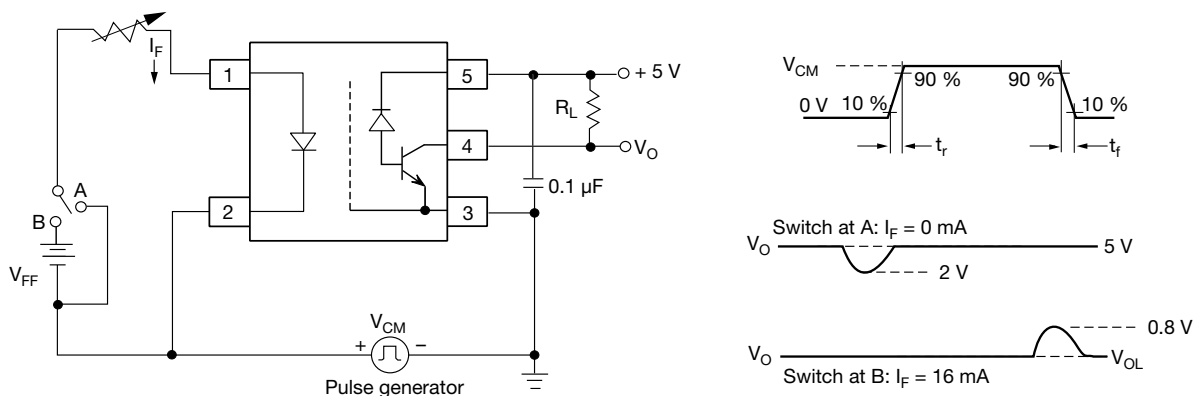 I_F
1
2
5
4
3
+ 5 V
R_L
V_O
0.1 µF
A
B
V_FF
V_CM
+
−
Pulse generator
V_CM
90 %
90 %
0 V
10 %
10 %
t_r
t_f
Switch at A: I_F = 0 mA
V_O
5 V
2 V
0.8 V
V_O
V_OL
Switch at B: I_F = 16 mA